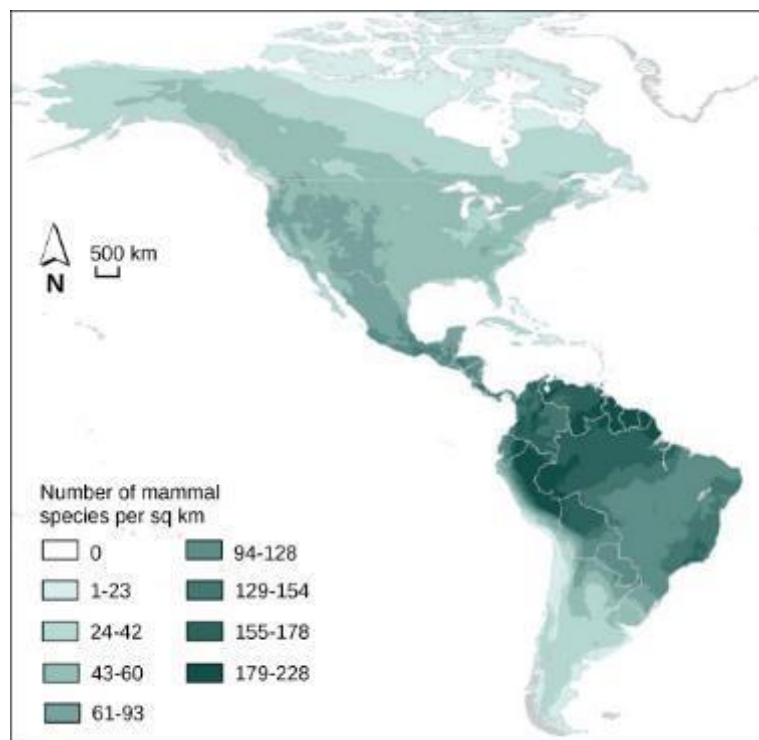 500 km
N
Number of mammal
species per sq km
0
1-23
24-42
43-60
61-93
94-128
129-154
155-178
179-228